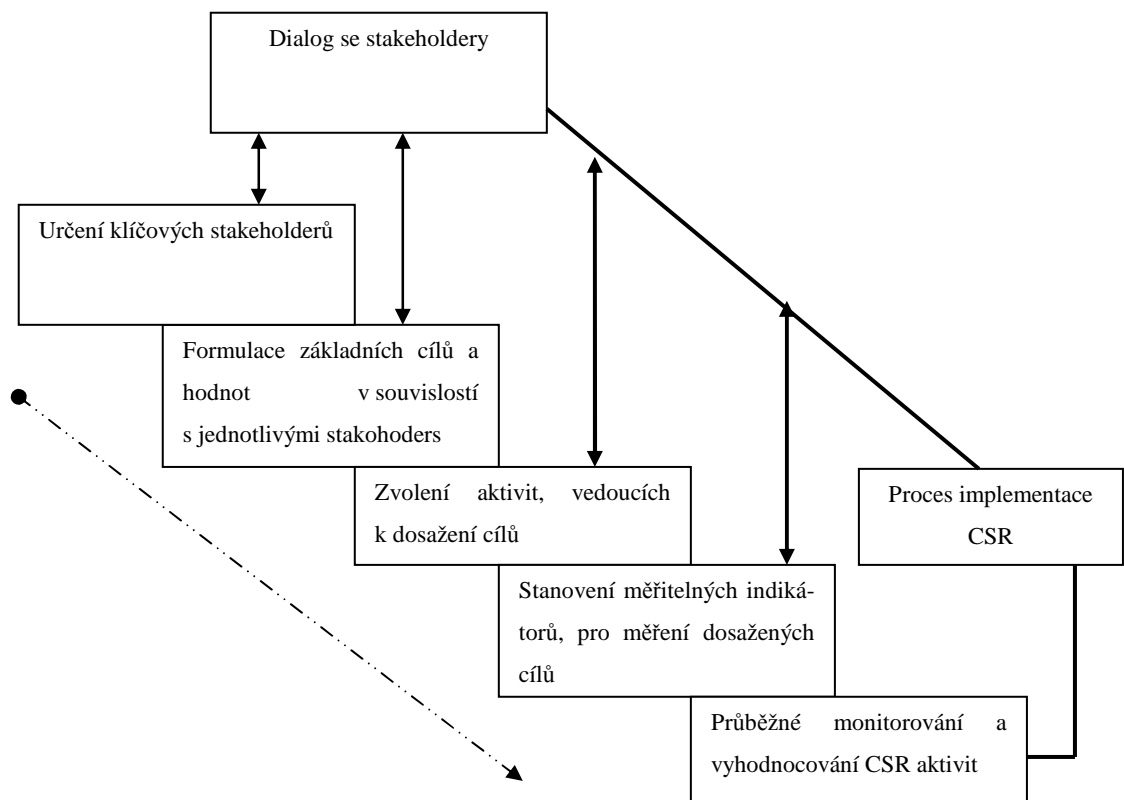 Dialog se stakeholdery
Určení klíčových stakeholderů
Formulace základních cílů a
hodnot v souvislostí
s jednotlivými stakohoders
Zvolení aktivit, vedoucích
k dosažení cílů
Proces implementace
CSR
Stanovení měřitelných indiká-
torů, pro měření dosažených
cílů
Průběžné monitorování a
vyhodnocování CSR aktivit